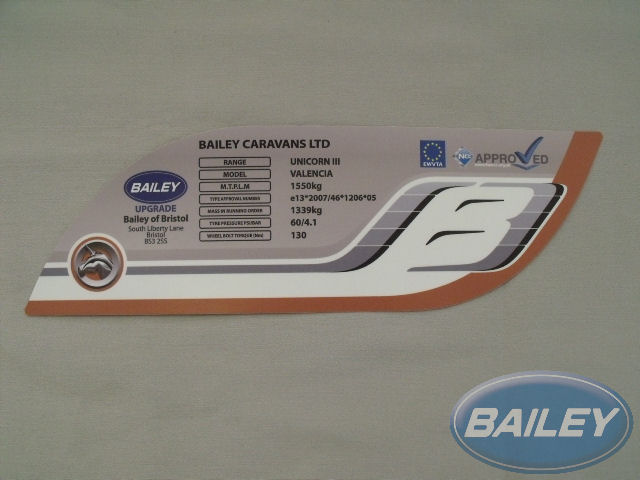 BAILEY CARAVANS LTD
RANGE UNICORN III
MODEL VALENCIA
M.T.P.L.M 1550kg
TYPE APPROVAL NUMBER e13*2007/46*1206*05
MASS IN RUNNING ORDER 1339kg
TYRE PRESSURE PSI/BAR 60/4.1
WHEEL BOLT TORQUE (Nm) 130
BAILEY
UPGRADE
Bailey of Bristol
South Liberty Lane
Bristol
BS3 2SS
EWVTA
NCC APPROVED
B
BAILEY